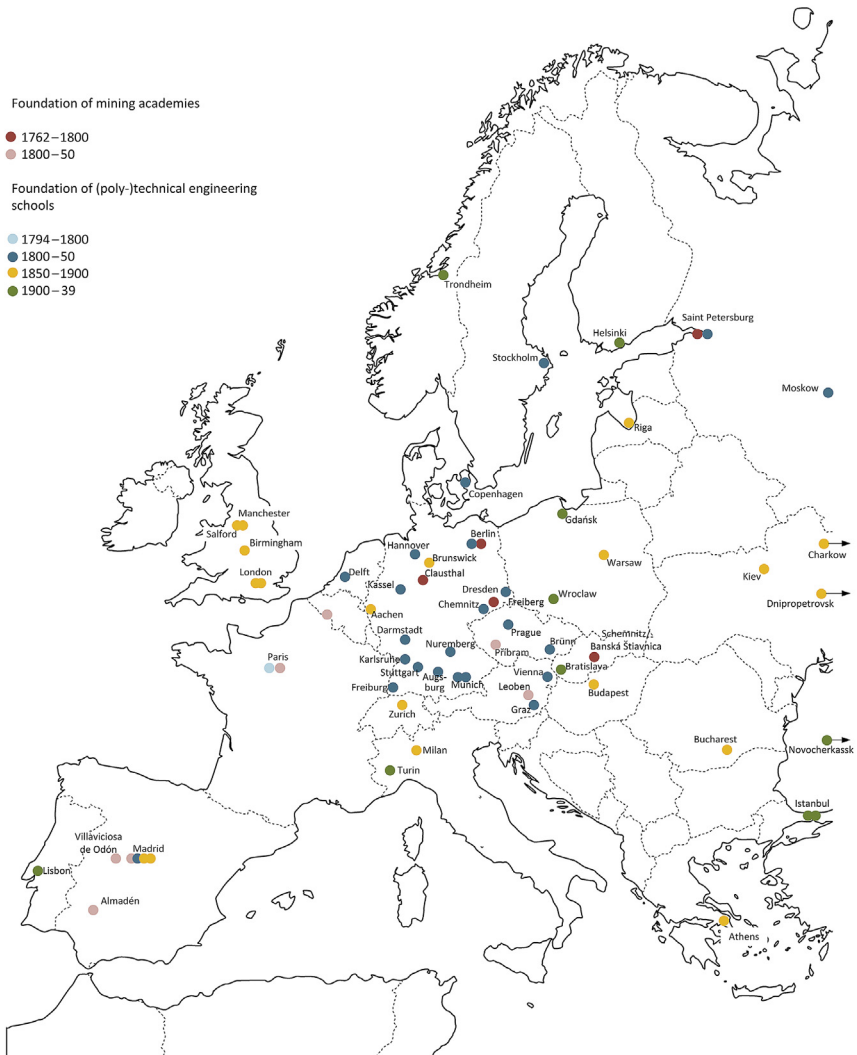 Foundation of mining academies
1762–1800
1800–50
Foundation of (poly-)technical engineering
schools
1794–1800
1800–50
1850–1900
1900–39
Trondheim
Saint Petersburg
Helsinki
Stockholm
Moskow
Riga
Copenhagen
Gdańsk
Manchester
Salford
Birmingham
London
Berlin
Hannover
Brunswick
Clausthal
Warsaw
Charkow
Kiev
Dnipropetrovsk
Delft
Kassel
Dresden
Freiberg
Chemnitz
Wroclaw
Aachen
Darmstadt
Prague
Nuremberg
Příbram
Brünn
Schemnitz/
Banská Štiavnica
Paris
Karlsruhe
Stuttgart
Augs-
burg
Munich
Vienna
Bratislava
Freiburg
Leoben
Budapest
Graz
Zurich
Milan
Turin
Bucharest
Novocherkassk
Istanbul
Villaviciosa
de Odón
Madrid
Lisbon
Almadén
Athens